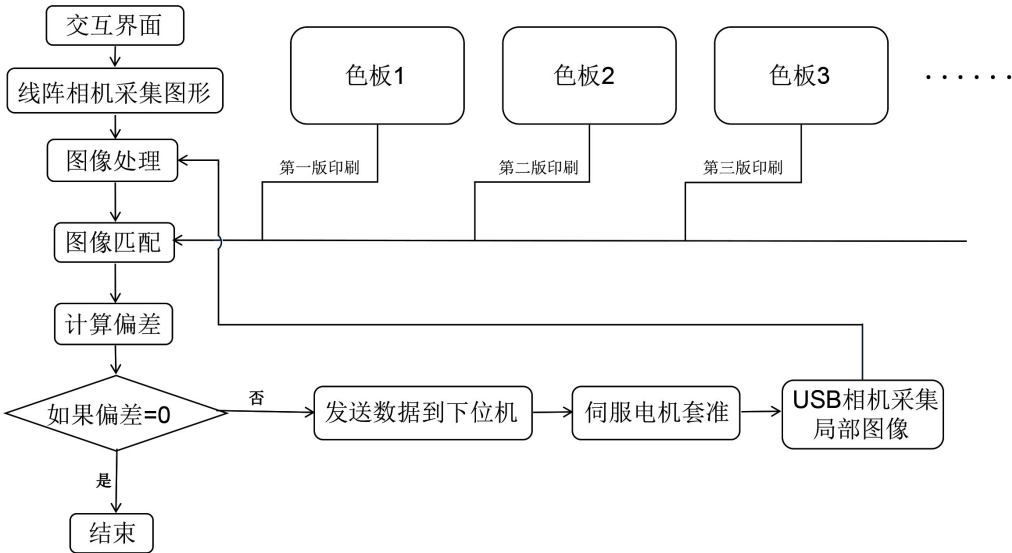 交互界面
线阵相机采集图形
图像处理
图像匹配
计算偏差
如果偏差=0
是
结束
否
发送数据到下位机
伺服电机套准
USB相机采集
局部图像
色板1
色板2
色板3
······
第一版印刷
第二版印刷
第三版印刷